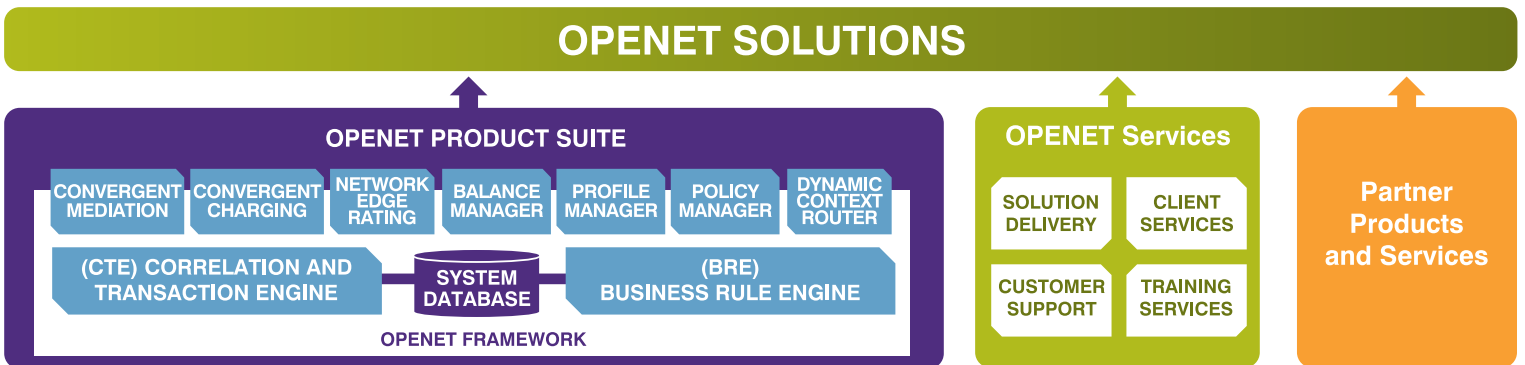 OPENET SOLUTIONS
OPENET PRODUCT SUITE
CONVERGENT
MEDIATION
CONVERGENT
CHARGING
NETWORK
EDGE
RATING
BALANCE
MANAGER
PROFILE
MANAGER
POLICY
MANAGER
DYNAMIC
CONTEXT
ROUTER
(CTE) CORRELATION AND
TRANSACTION ENGINE
SYSTEM
DATABASE
(BRE)
BUSINESS RULE ENGINE
OPENET FRAMEWORK
OPENET Services
SOLUTION
DELIVERY
CLIENT
SERVICES
CUSTOMER
SUPPORT
TRAINING
SERVICES
Partner
Products
and Services